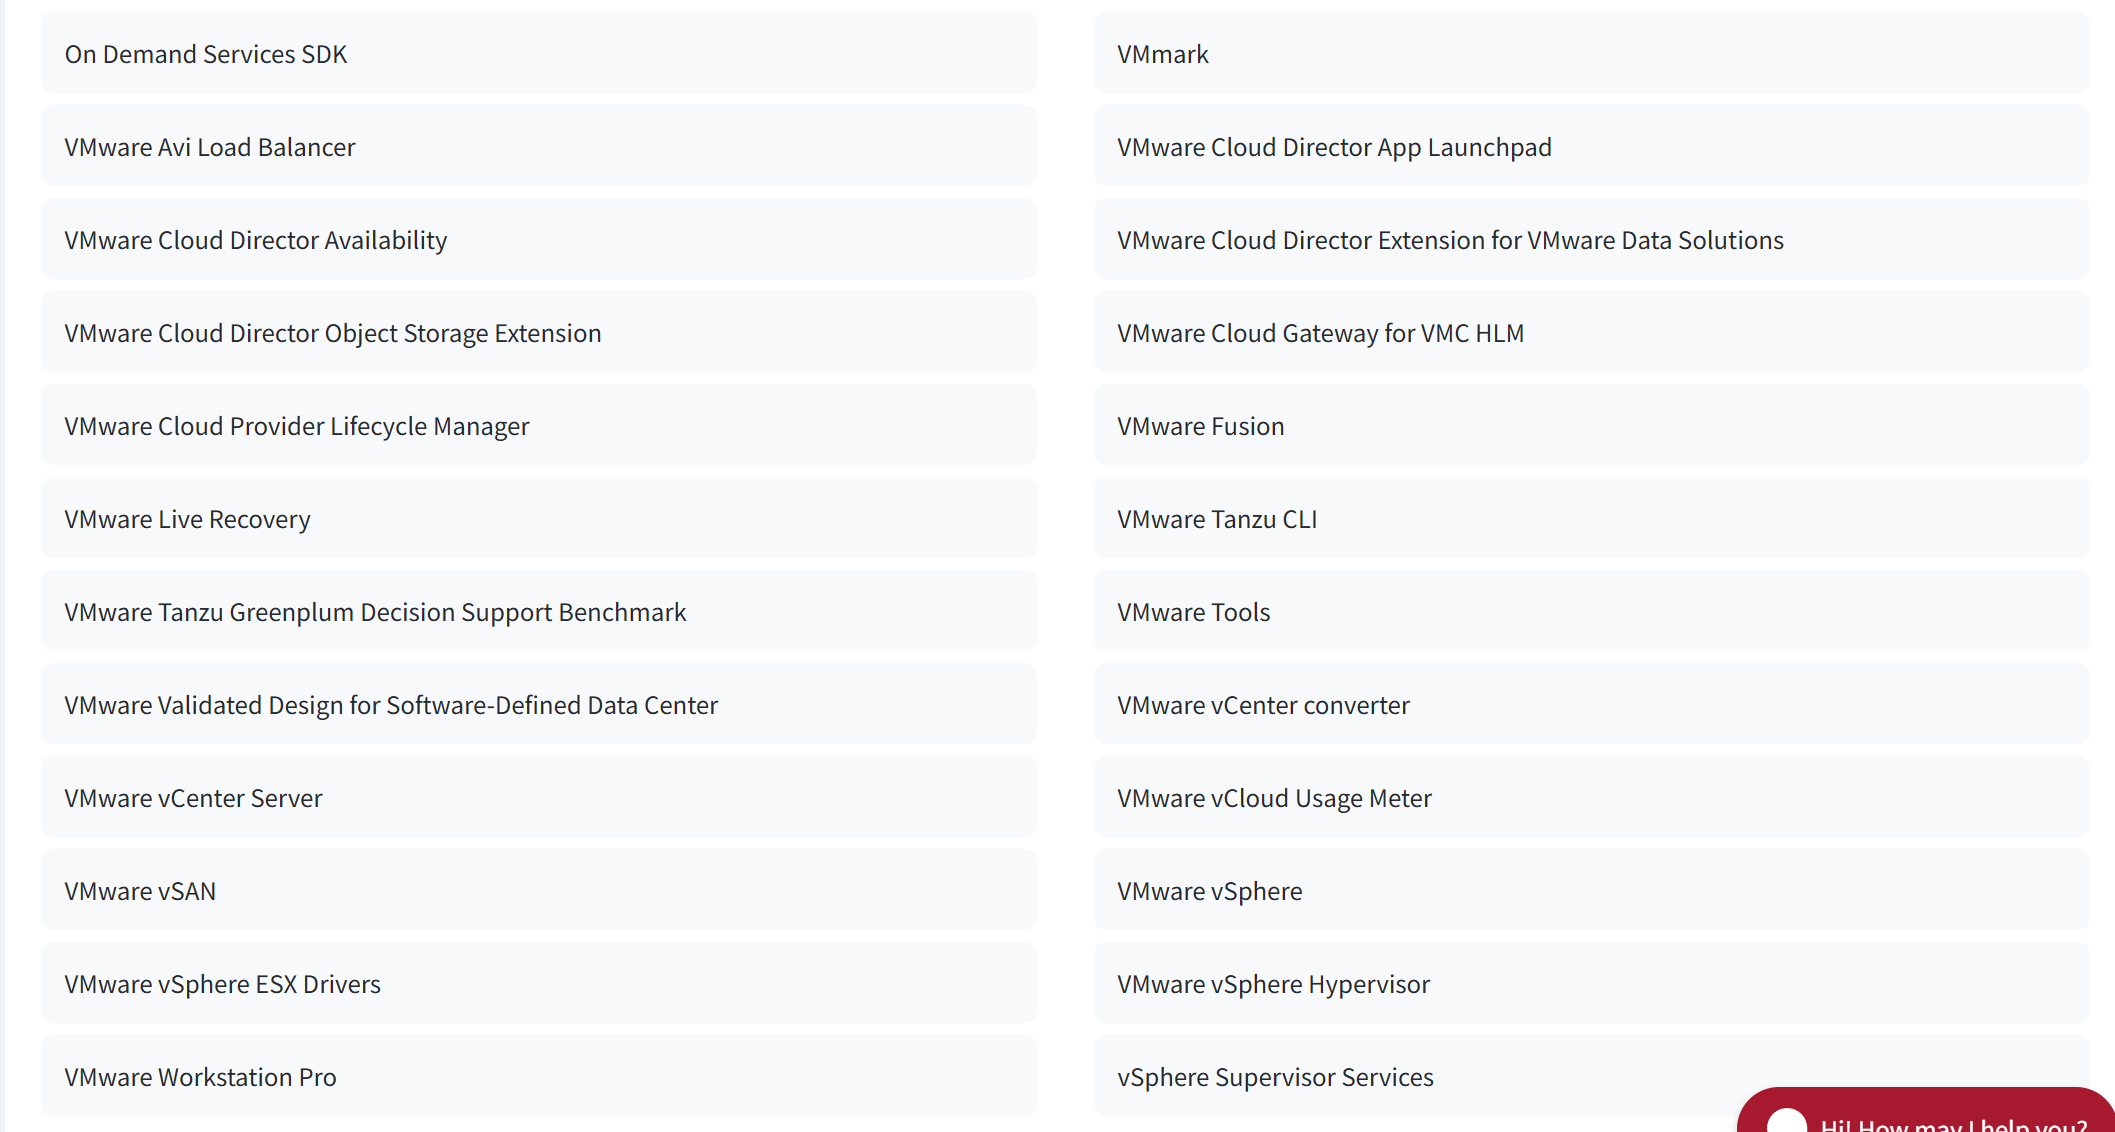 On Demand Services SDK
VMmark
VMware Avi Load Balancer
VMware Cloud Director App Launchpad
VMware Cloud Director Availability
VMware Cloud Director Extension for VMware Data Solutions
VMware Cloud Director Object Storage Extension
VMware Cloud Gateway for VMC HLM
VMware Cloud Provider Lifecycle Manager
VMware Fusion
VMware Live Recovery
VMware Tanzu CLI
VMware Tanzu Greenplum Decision Support Benchmark
VMware Tools
VMware Validated Design for Software-Defined Data Center
VMware vCenter converter
VMware vCenter Server
VMware vCloud Usage Meter
VMware vSAN
VMware vSphere
VMware vSphere ESX Drivers
VMware vSphere Hypervisor
VMware Workstation Pro
vSphere Supervisor Services
Hi! How may I help you?